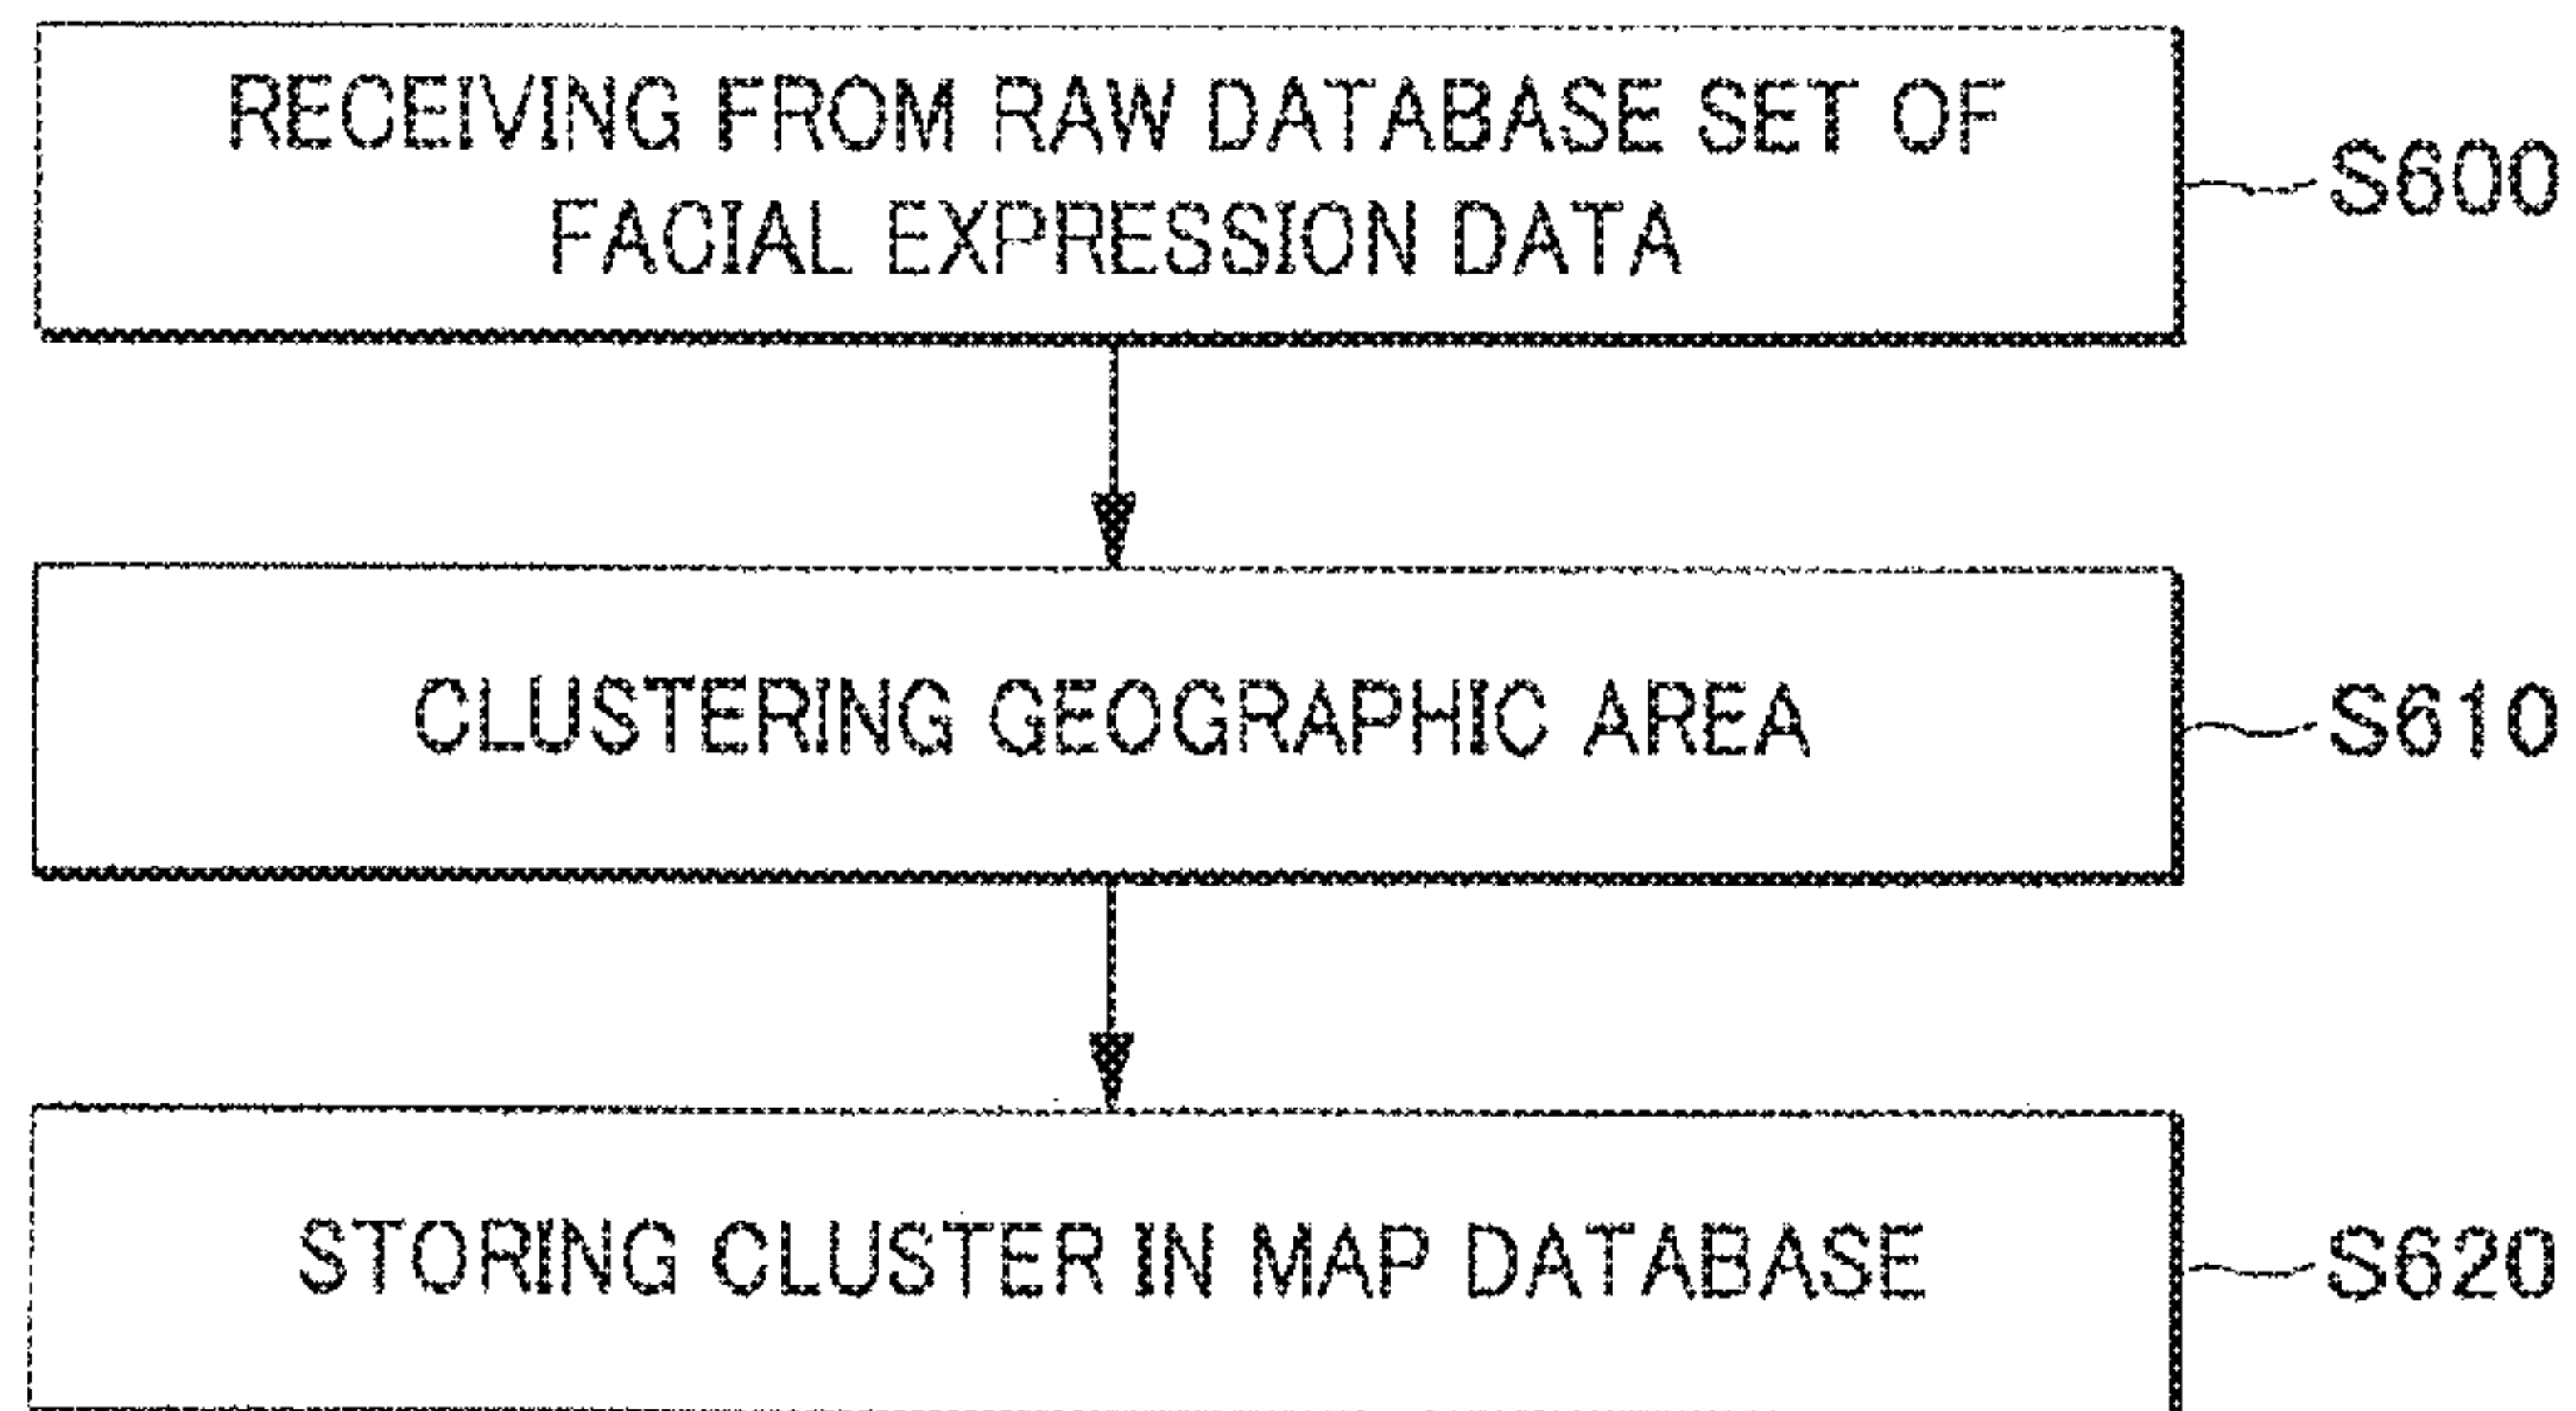 RECEIVING FROM RAW DATABASE SET OF
FACIAL EXPRESSION DATA
S600
CLUSTERING GEOGRAPHIC AREA
S610
STORING CLUSTER IN MAP DATABASE
S620